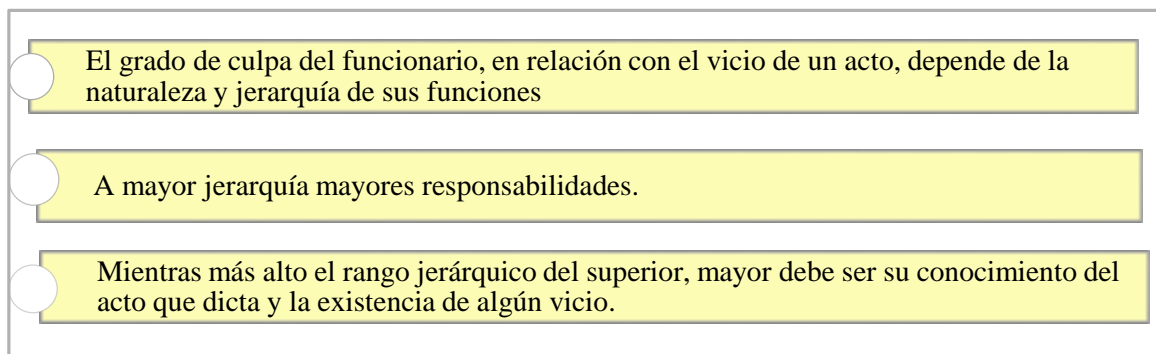 El grado de culpa del funcionario, en relación con el vicio de un acto, depende de la
naturaleza y jerarquía de sus funciones
A mayor jerarquía mayores responsabilidades.
Mientras más alto el rango jerárquico del superior, mayor debe ser su conocimiento del
acto que dicta y la existencia de algún vicio.